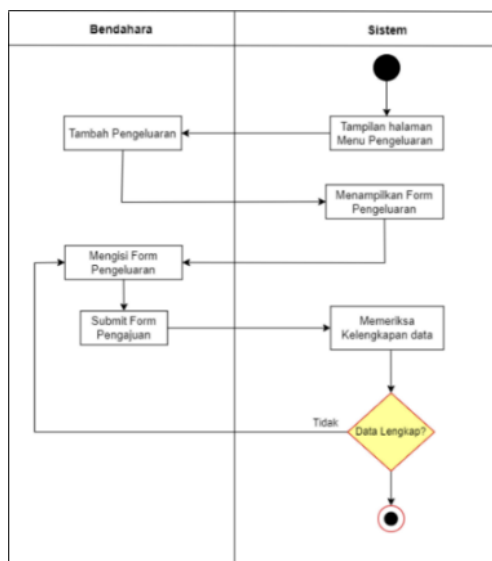 Bendahara
Sistem
Tampilan halaman
Menu Pengeluaran
Tambah Pengeluaran
Menampilkan Form
Pengeluaran
Mengisi Form
Pengeluaran
Submit Form
Pengajuan
Memeriksa
Kelengkapan data
Data Lengkap?
Tidak